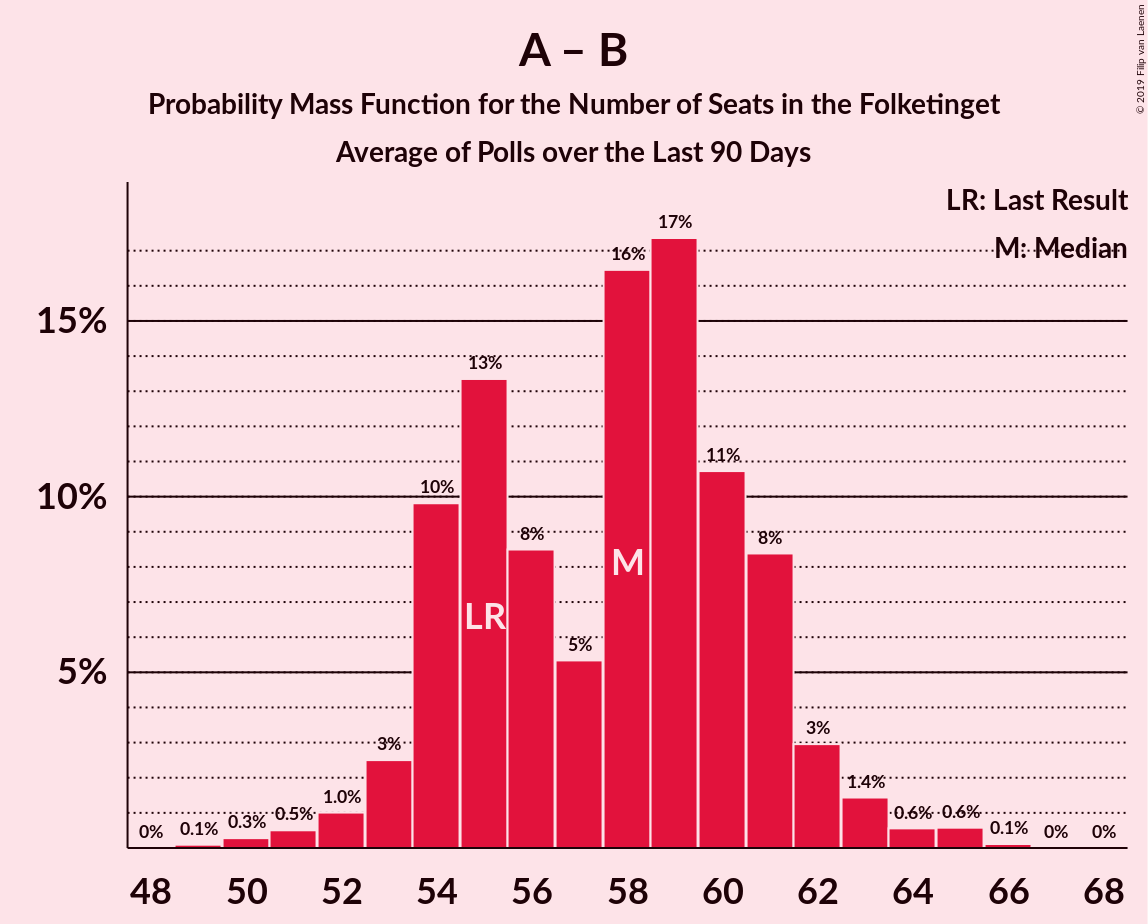 A – B
Probability Mass Function for the Number of Seats in the Folketinget
Average of Polls over the Last 90 Days
© 2019 Filip van Laenen
LR: Last Result
M: Median
17%
16%
15%
13%
11%
10%
10%
8%
8%
M
LR
5%
5%
3%
3%
1.4%
1.0%
0.6%
0.6%
0.5%
0.3%
0.1%
0.1%
0%
0%
0%
48 50 52 54 56 58 60 62 64 66 68